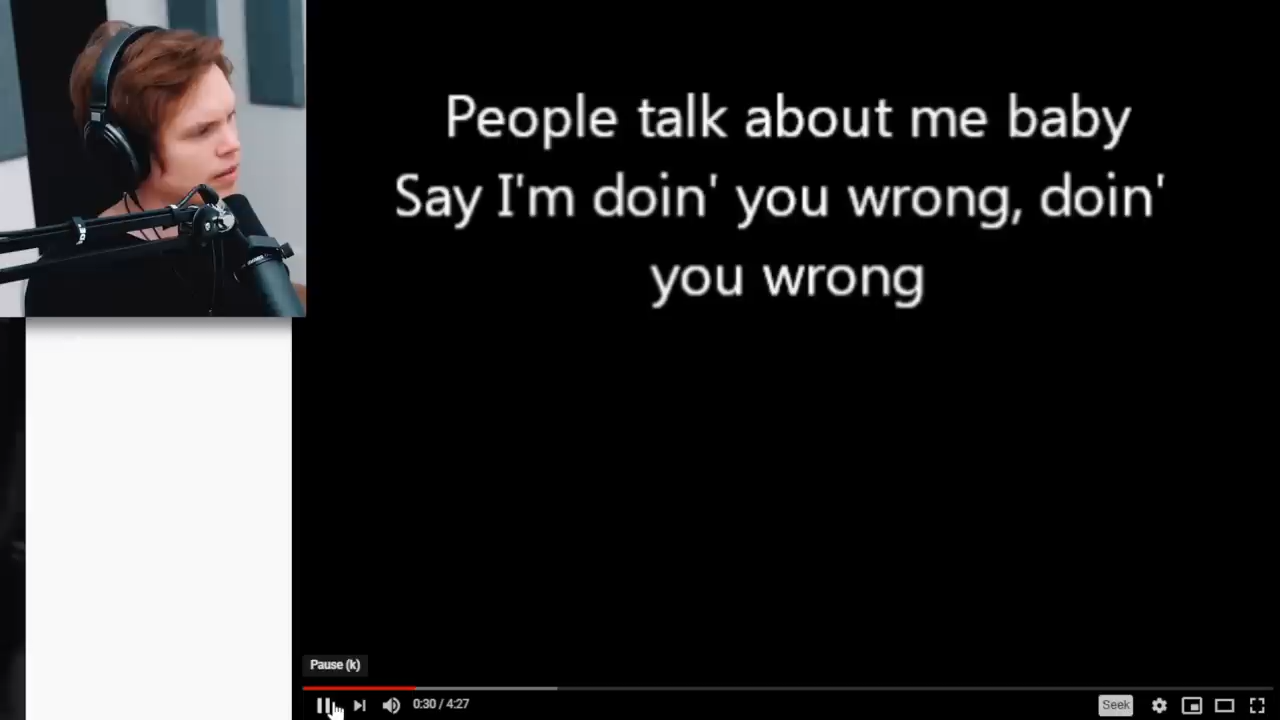 People talk about me baby
Say I'm doin' you wrong, doin'
you wrong
Pause (k)
0:30 / 4:27
Seek